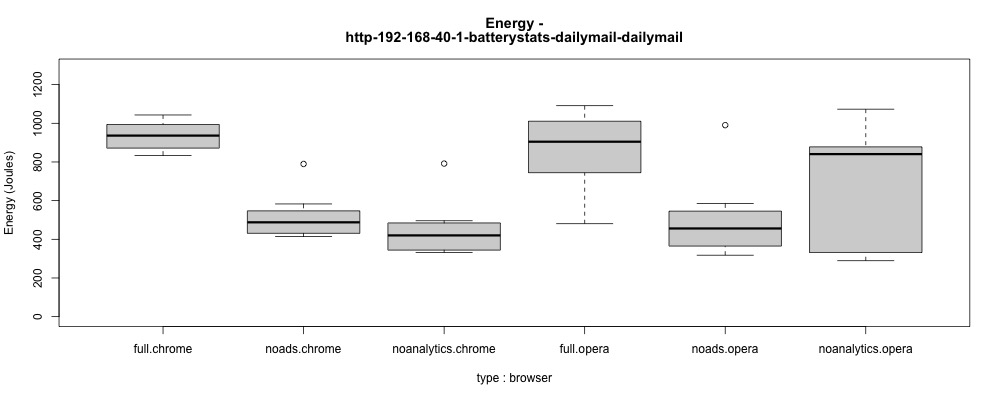 Energy -
http-192-168-40-1-batterystats-dailymail-dailymail
Energy (Joules)
1200
1000
800
600
400
200
0
full.chrome noads.chrome noanalytics.chrome full.opera noads.opera noanalytics.opera
type : browser